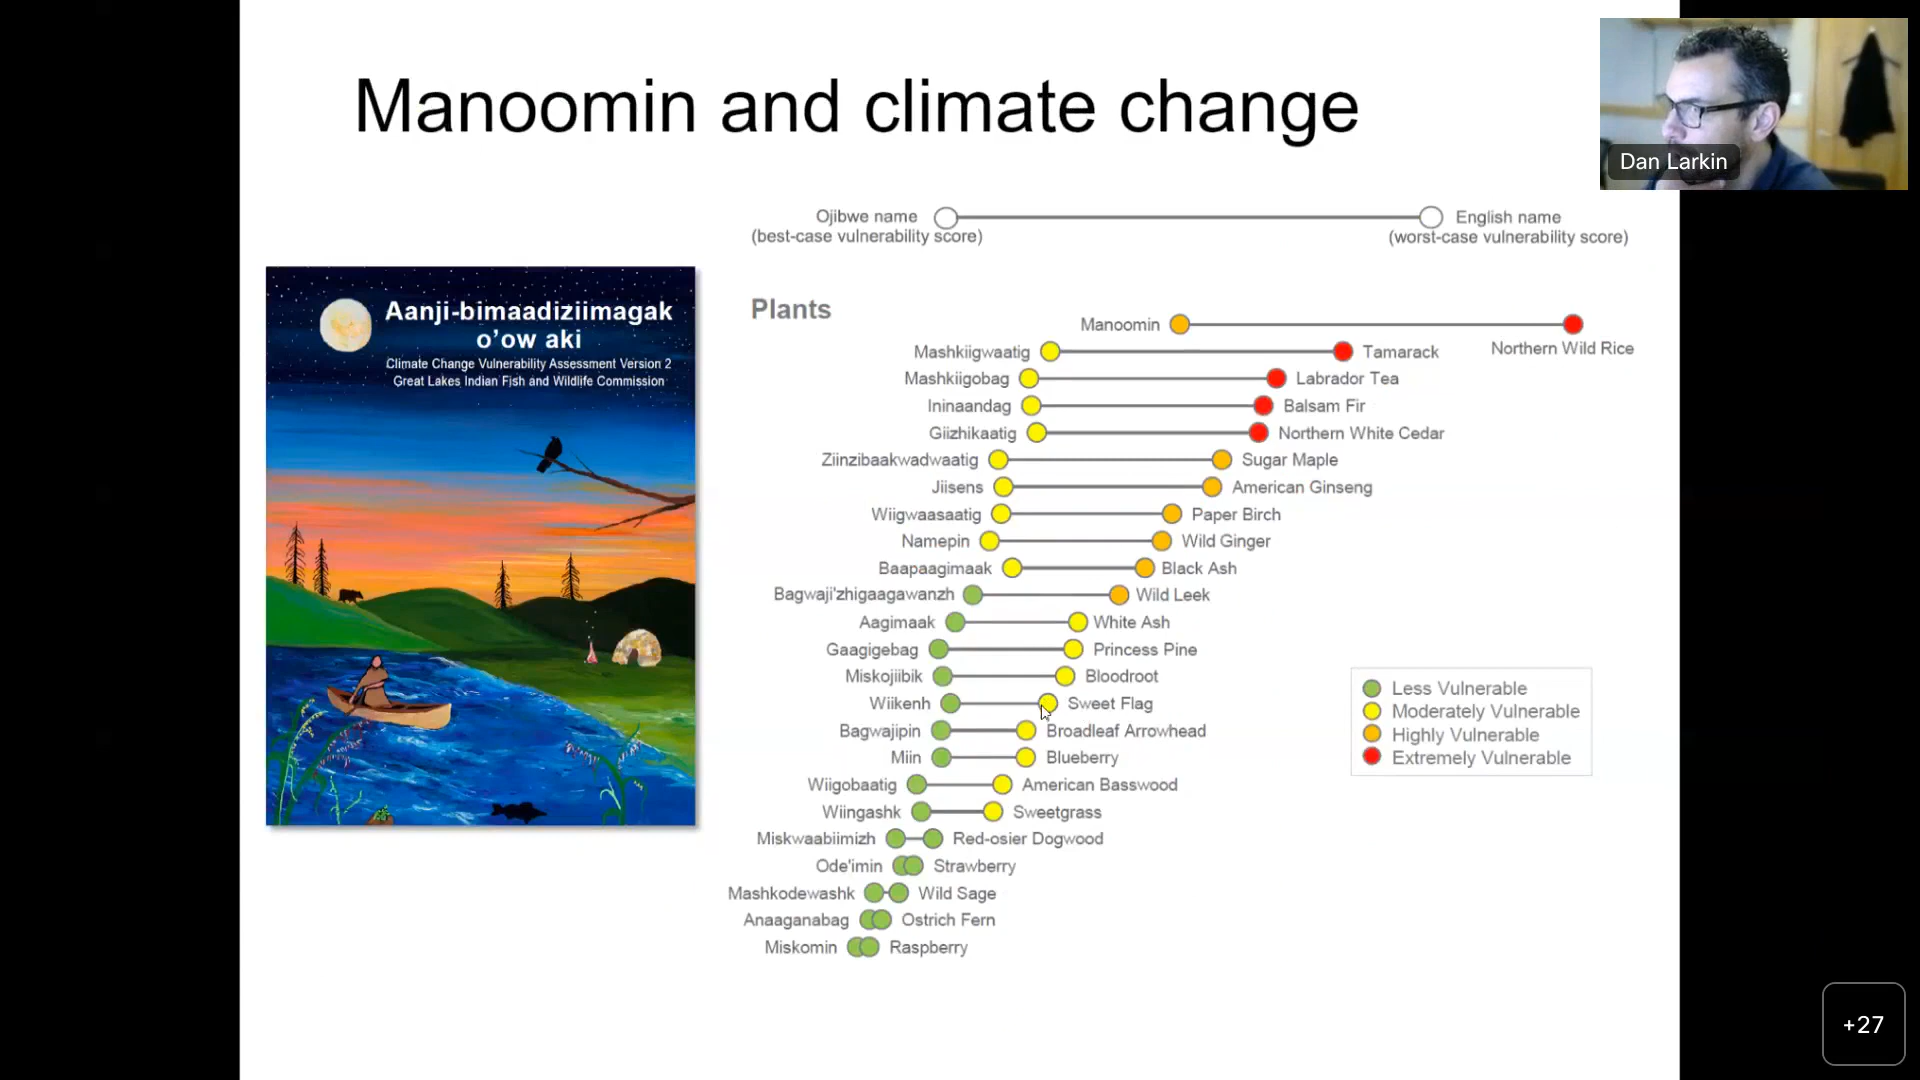 Manoomin and climate change
Dan Larkin
Ojibwe name
(best-case vulnerability score)
English name
(worst-case vulnerability score)
Aanji-bimaadiziimagak
o'ow aki
Climate Change Vulnerability Assessment Version 2
Great Lakes Indian Fish and Wildlife Commission
Plants
Manoomin
Northern Wild Rice
Mashkiigwaatig Tamarack
Mashkiigobag Labrador Tea
Ininaandag Balsam Fir
Giizhikaatig Northern White Cedar
Ziinzibaakwadwaatig Sugar Maple
Jiisens American Ginseng
Wiigwaasaatig Paper Birch
Namepin Wild Ginger
Baapaagimaak Black Ash
Bagwaji'zhigaagawanzh Wild Leek
Aagimaak White Ash
Gaagigebag Princess Pine
Miskojiibik Bloodroot
Wiikenh Sweet Flag
Bagwajipin Broadleaf Arrowhead
Miin Blueberry
Wiigobaatig American Basswood
Wiingashk Sweetgrass
Miskwaabiimizh Red-osier Dogwood
Ode'imin Strawberry
Mashkodewashk Wild Sage
Anaaganabag Ostrich Fern
Miskomin Raspberry
Less Vulnerable
Moderately Vulnerable
Highly Vulnerable
Extremely Vulnerable
+27